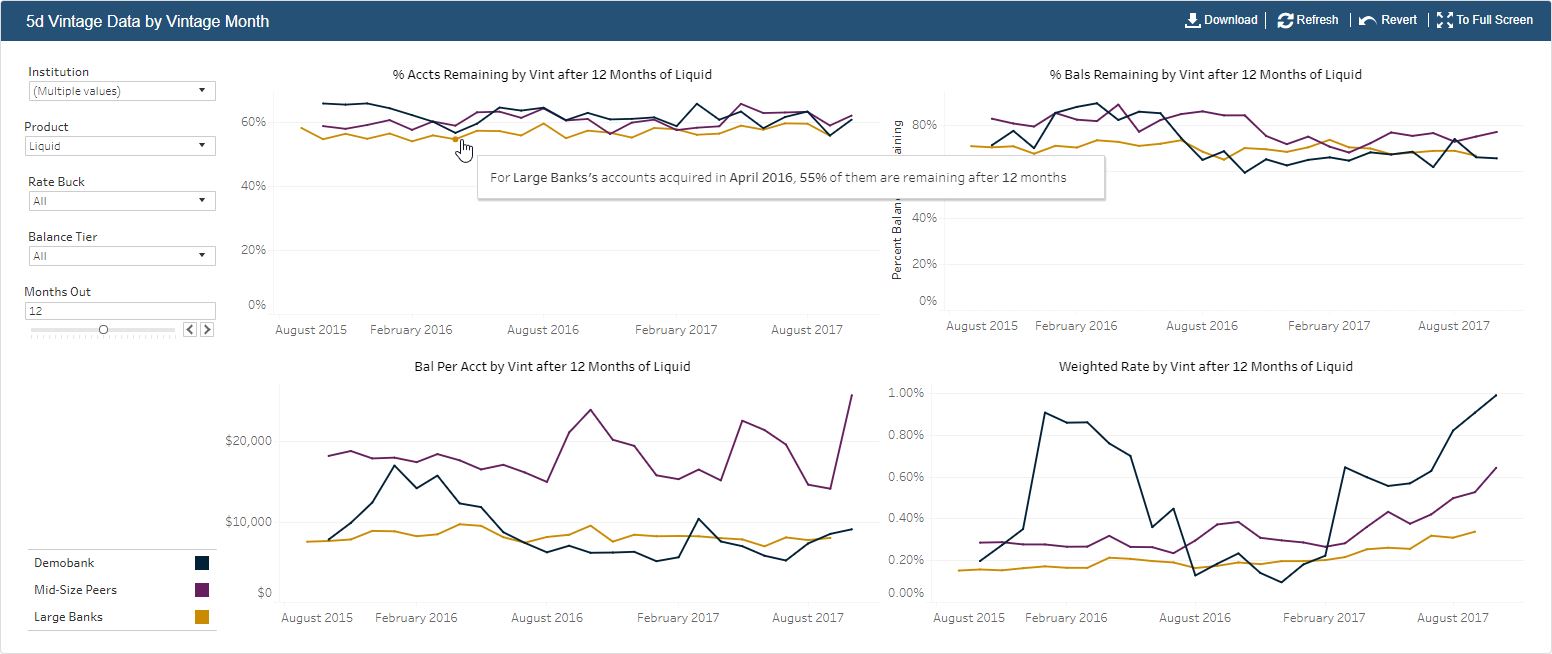 5d Vintage Data by Vintage Month
Download
Refresh
Revert
To Full Screen
Institution
(Multiple values)
Product
Liquid
Rate Buck
All
Balance Tier
All
Months Out
12
Demobank
Mid-Size Peers
Large Banks
% Accts Remaining by Vint after 12 Months of Liquid
60%
40%
20%
0%
August 2015 February 2016 August 2016 February 2017 August 2017
For Large Banks's accounts acquired in April 2016, 55% of them are remaining after 12 months
% Bals Remaining by Vint after 12 Months of Liquid
Percent Balan
aining
80%
40%
20%
0%
August 2015 February 2016 August 2016 February 2017 August 2017
Bal Per Acct by Vint after 12 Months of Liquid
$20,000
$10,000
$0
August 2015 February 2016 August 2016 February 2017 August 2017
Weighted Rate by Vint after 12 Months of Liquid
1.00%
0.80%
0.60%
0.40%
0.20%
0.00%
August 2015 February 2016 August 2016 February 2017 August 2017